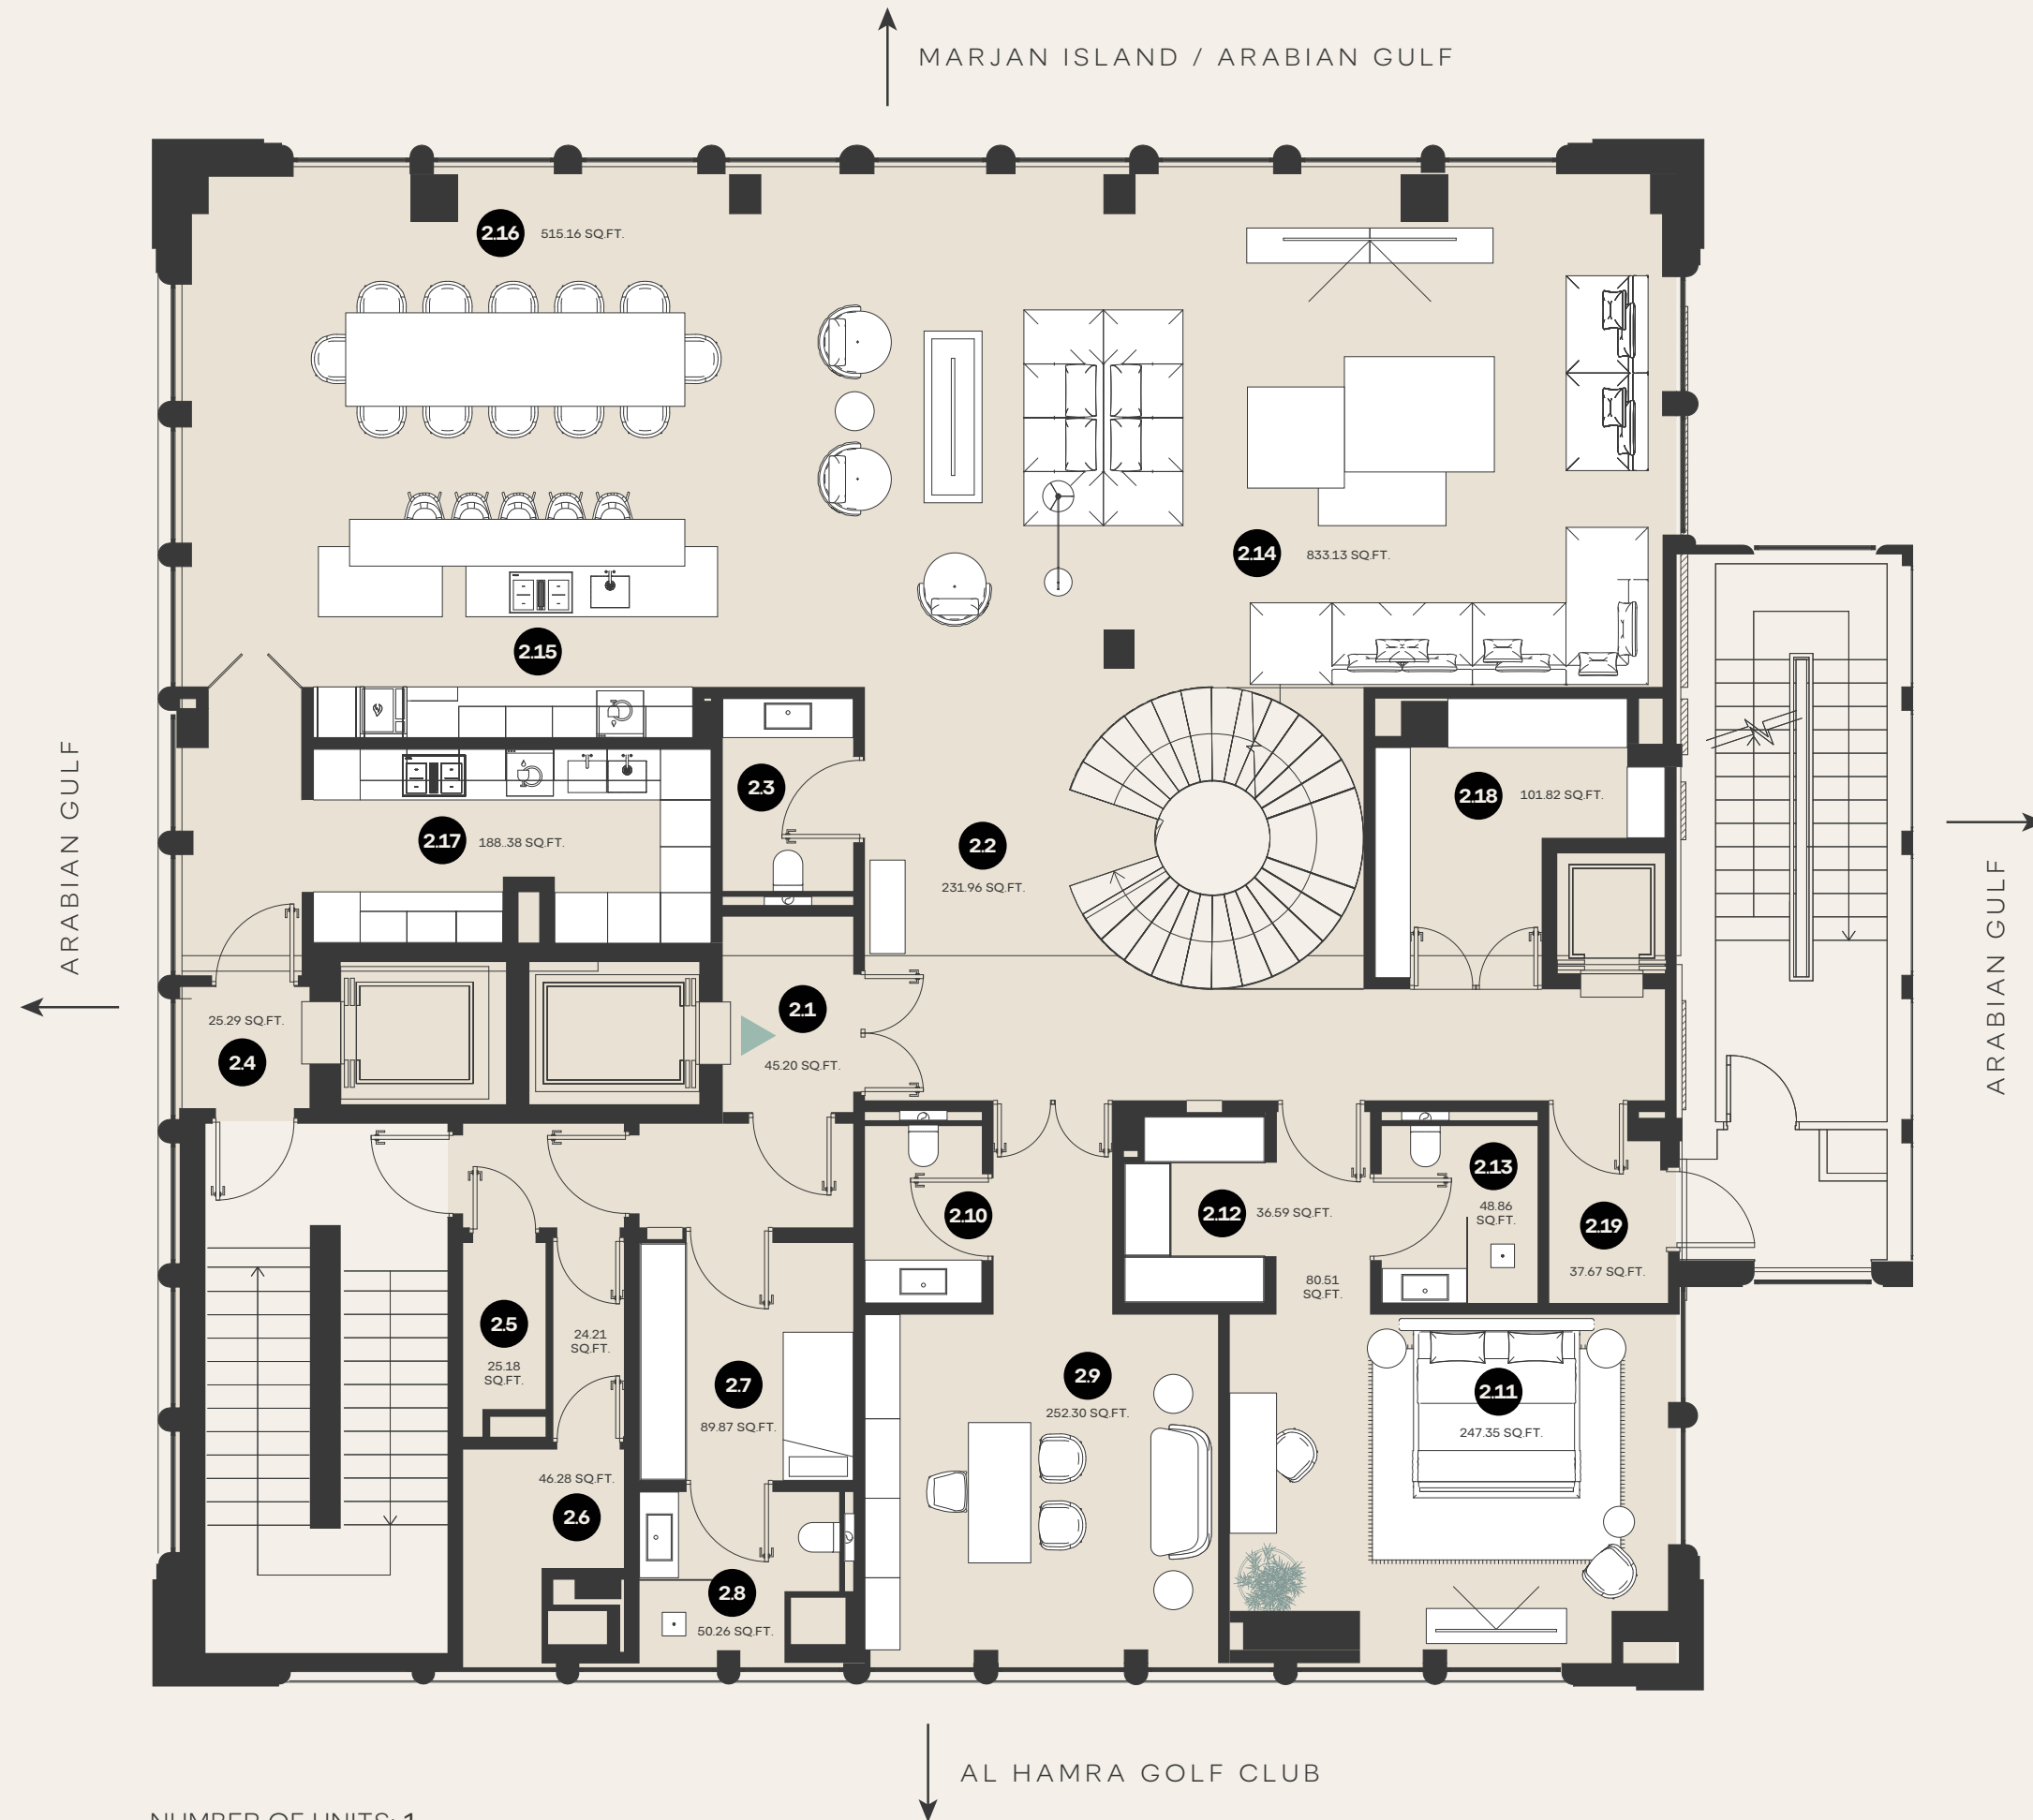 MARJAN ISLAND / ARABIAN GULF
2.16 515.16 SQ.FT.
2.14 833.13 SQ.FT.
2.15
ARABIAN GULF
2.3
2.18 101.82 SQ.FT.
2.17 188..38 SQ.FT.
2.2
231.96 SQ.FT.
ARABIAN GULF
2.1
25.29 SQ.FT.
2.4
45.20 SQ.FT.
2.13
48.86
SQ.FT.
2.10
2.12 36.59 SQ.FT.
2.19
37.67 SQ.FT.
80.51
SQ.FT.
2.5
25.18
SQ.FT.
24.21
SQ.FT.
2.7
89.87 SQ.FT.
2.9
252.30 SQ.FT.
2.11
247.35 SQ.FT.
46.28 SQ.FT.
2.6
2.8
50.26 SQ.FT.
AL HAMRA GOLF CLUB
NUMBER OF UNITS: 1